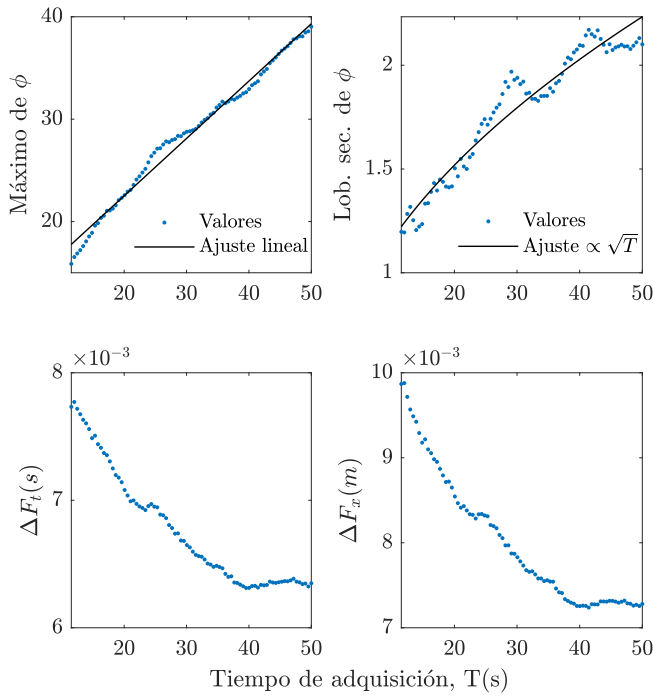 Máximo de ϕ
40
30
20
20 30 40 50
Valores
Ajuste lineal
Lob. sec. de ϕ
2
1.5
1
20 30 40 50
Valores
Ajuste ∝ √T
×10⁻³
ΔFₜ(s)
8
7
6
20 30 40 50
×10⁻³
ΔFₓ(m)
10
9
8
7
20 30 40 50
Tiempo de adquisición, T(s)